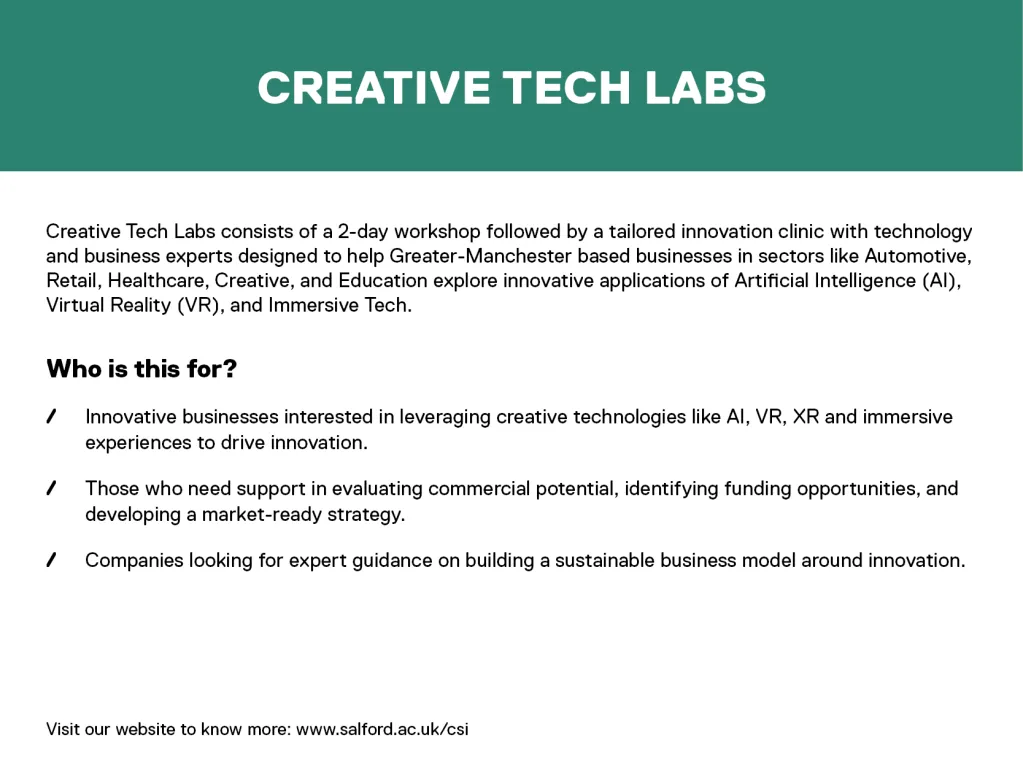 CREATIVE TECH LABS
Creative Tech Labs consists of a 2-day workshop followed by a tailored innovation clinic with technology
and business experts designed to help Greater-Manchester based businesses in sectors like Automotive,
Retail, Healthcare, Creative, and Education explore innovative applications of Artificial Intelligence (AI),
Virtual Reality (VR), and Immersive Tech.
Who is this for?
/ Innovative businesses interested in leveraging creative technologies like AI, VR, XR and immersive
experiences to drive innovation.
/ Those who need support in evaluating commercial potential, identifying funding opportunities, and
developing a market-ready strategy.
/ Companies looking for expert guidance on building a sustainable business model around innovation.
Visit our website to know more: www.salford.ac.uk/csi